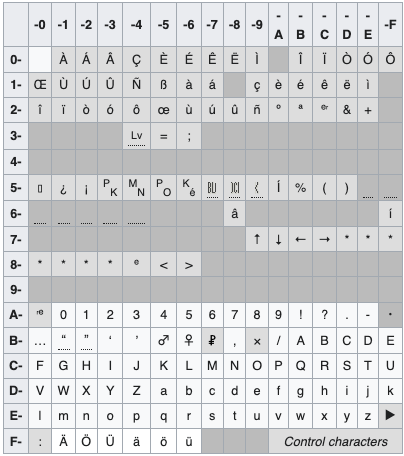 -0 -1 -2 -3 -4 -5 -6 -7 -8 -9 -A -B -C -D -E -F
0- À Á Â Ç È É Ê Ë Ì Î Ï Ò Ó Ô
1- Œ Ù Ú Û Ñ ß à á ç è é ê ë ì
2- î ï ò ó ô œ ù ú û ñ º ª ᵉʳ & +
3- Lv = ;
4-
5- ▯ ¿ ¡ PK MN PO Ké Í % ( )
6- â í
7- ↑ ↓ ← → * * *
8- * * * * ᵉ < >
9-
A- ʳᵉ 0 1 2 3 4 5 6 7 8 9 ! ? . - ·
B- … “ ” ‘ ’ ♂ ♀ , × / A B C D E
C- F G H I J K L M N O P Q R S T U
D- V W X Y Z a b c d e f g h i j k
E- l m n o p q r s t u v w x y z ►
F- : Ä Ö Ü ä ö ü Control characters